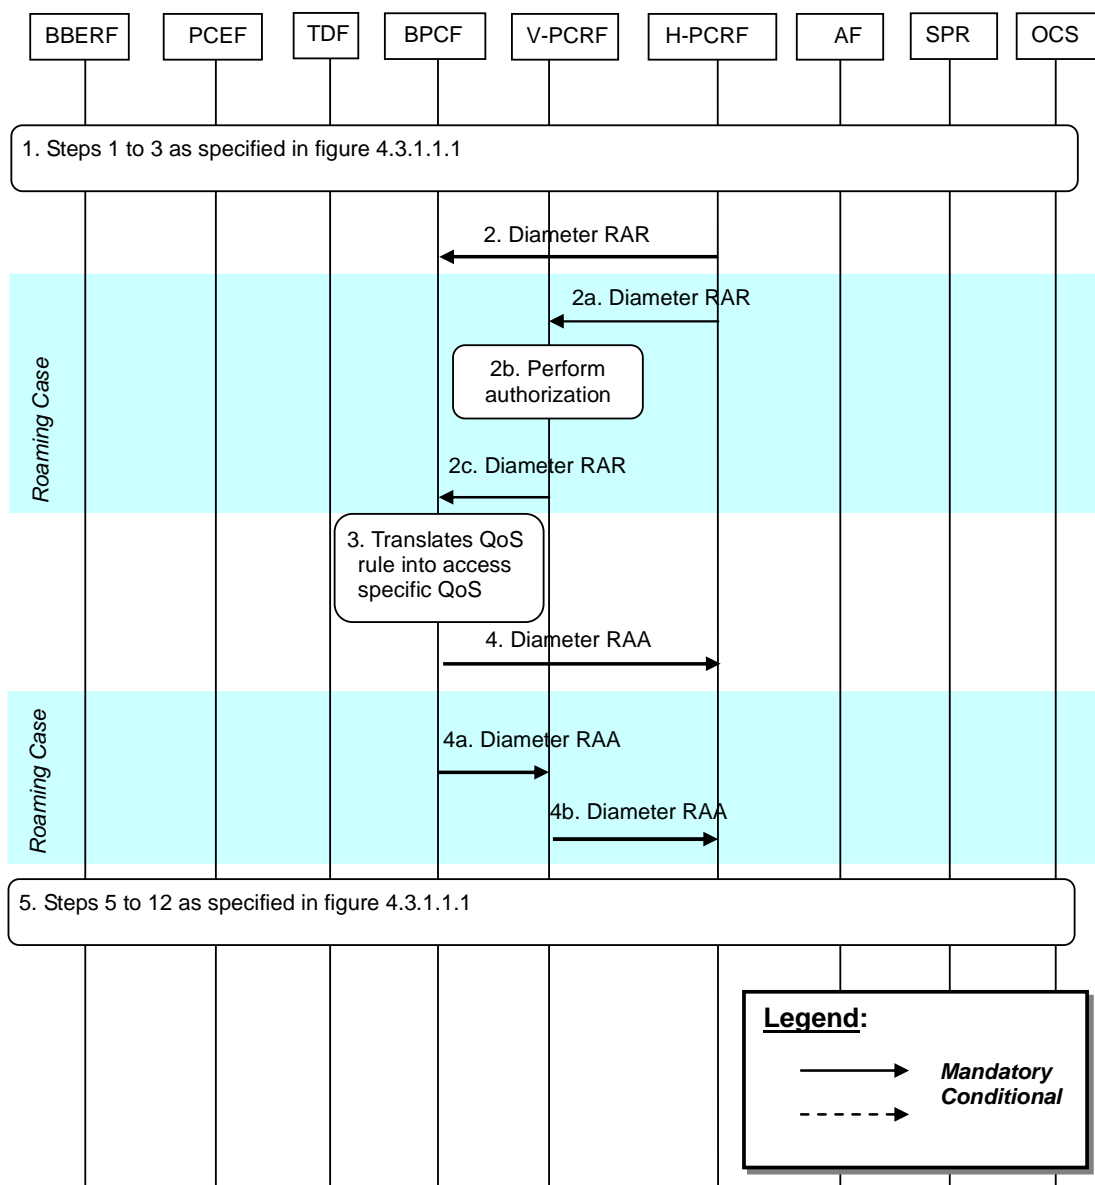 BBERF
PCEF
TDF
BPCF
V-PCRF
H-PCRF
AF
SPR
OCS
1. Steps 1 to 3 as specified in figure 4.3.1.1.1
2. Diameter RAR
Roaming Case
2a. Diameter RAR
2b. Perform
authorization
2c. Diameter RAR
3. Translates QoS
rule into access
specific QoS
4. Diameter RAA
Roaming Case
4a. Diameter RAA
4b. Diameter RAA
5. Steps 5 to 12 as specified in figure 4.3.1.1.1
Legend:
Mandatory
Conditional